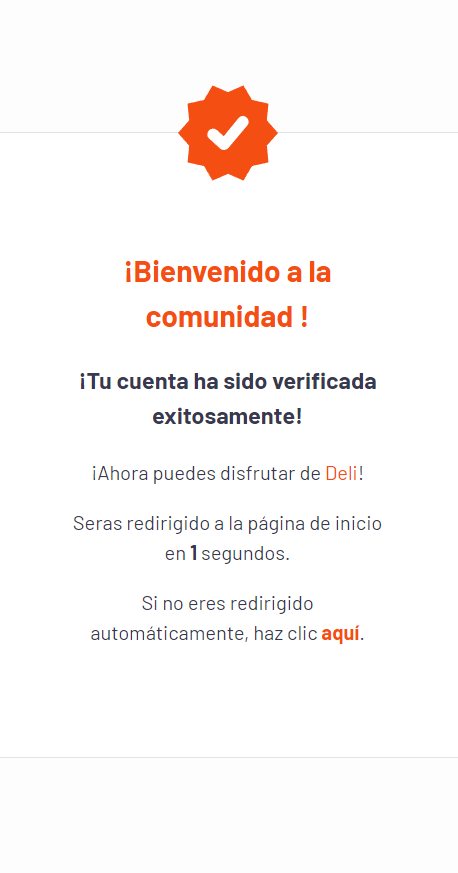 ¡Bienvenido a la
comunidad !
¡Tu cuenta ha sido verificada
exitosamente!
¡Ahora puedes disfrutar de Deli!
Seras redirigido a la página de inicio
en 1 segundos.
Si no eres redirigido
automáticamente, haz clic aquí.